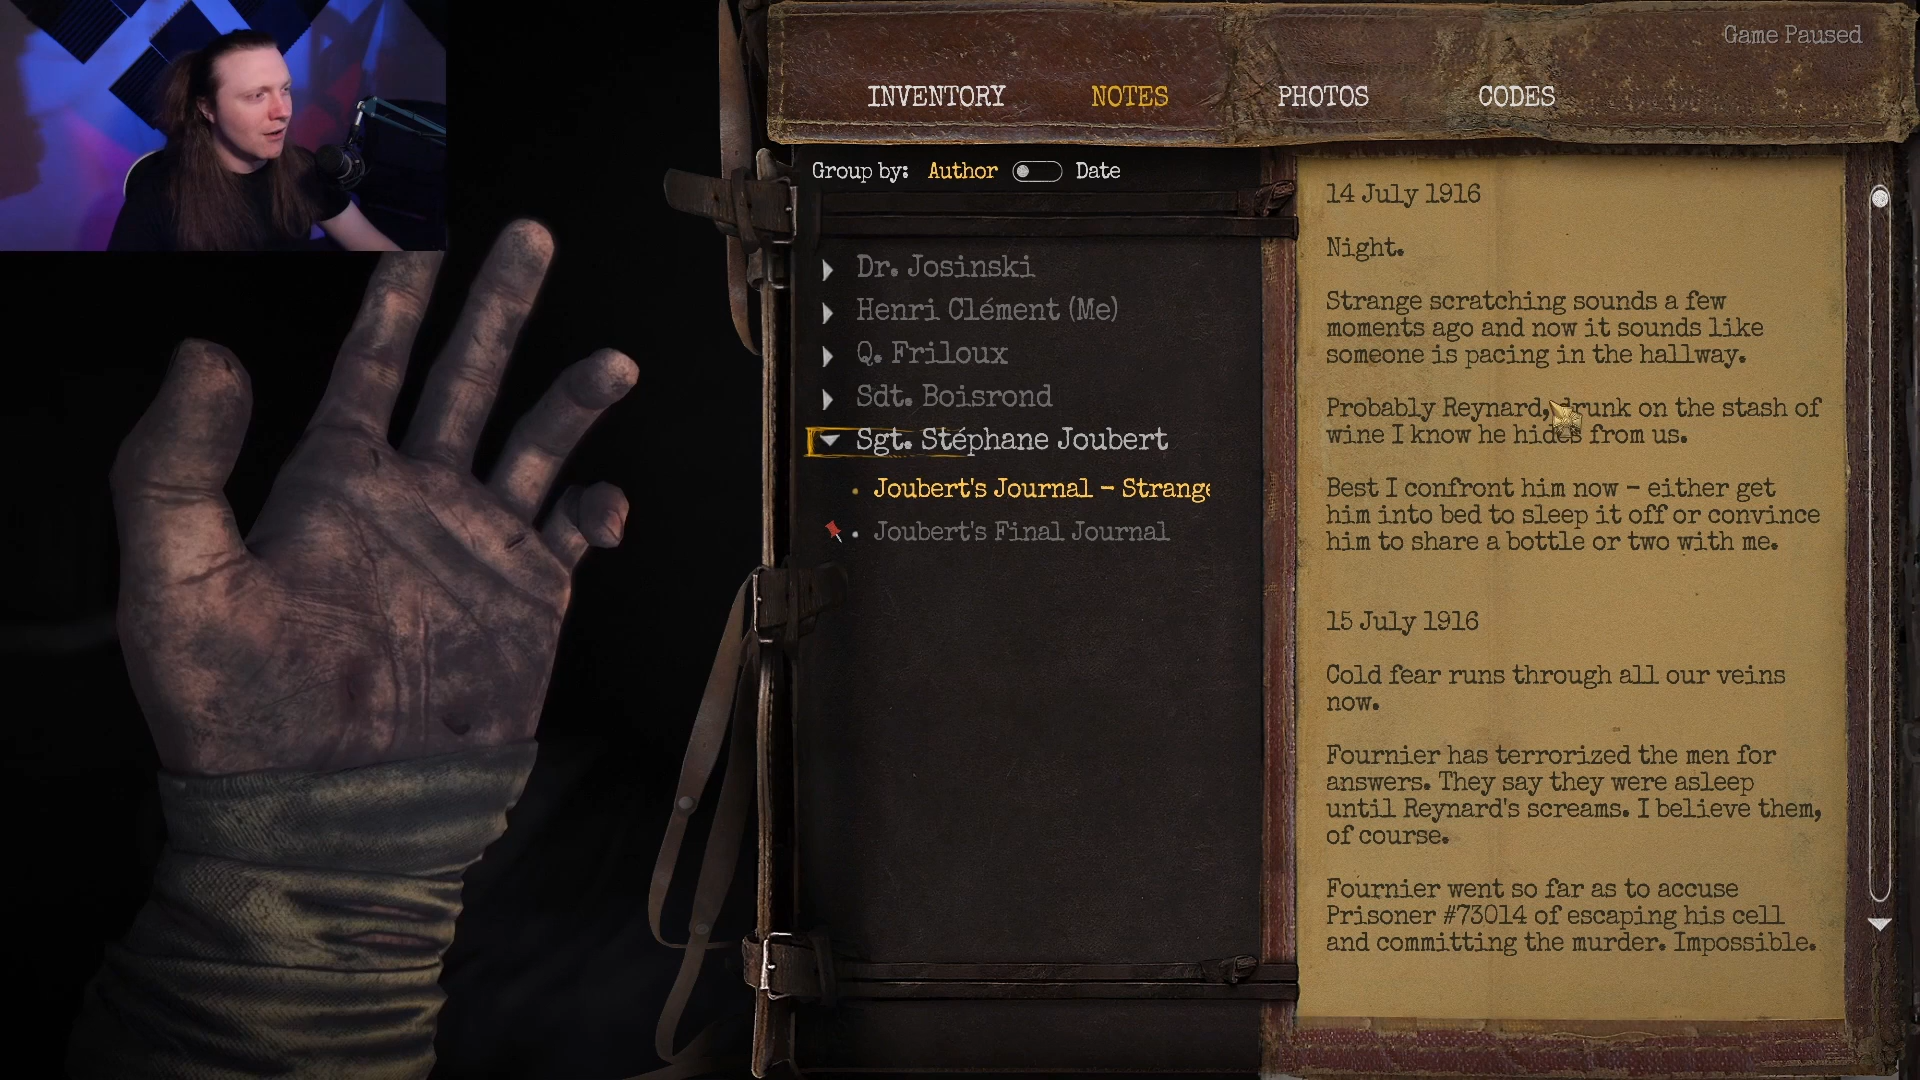 Game Paused
INVENTORY NOTES PHOTOS CODES
Group by: Author Date
Dr. Josinski
Henri Clément (Me)
Q. Friloux
Sdt. Boisrond
Sgt. Stéphane Joubert
Joubert's Journal - Strange
Joubert's Final Journal
14 July 1916
Night.
Strange scratching sounds a few
moments ago and now it sounds like
someone is pacing in the hallway.
Probably Reynard, drunk on the stash of
wine I know he hides from us.
Best I confront him now - either get
him into bed to sleep it off or convince
him to share a bottle or two with me.
15 July 1916
Cold fear runs through all our veins
now.
Fournier has terrorized the men for
answers. They say they were asleep
until Reynard's screams. I believe them,
of course.
Fournier went so far as to accuse
Prisoner #73014 of escaping his cell
and committing the murder. Impossible.